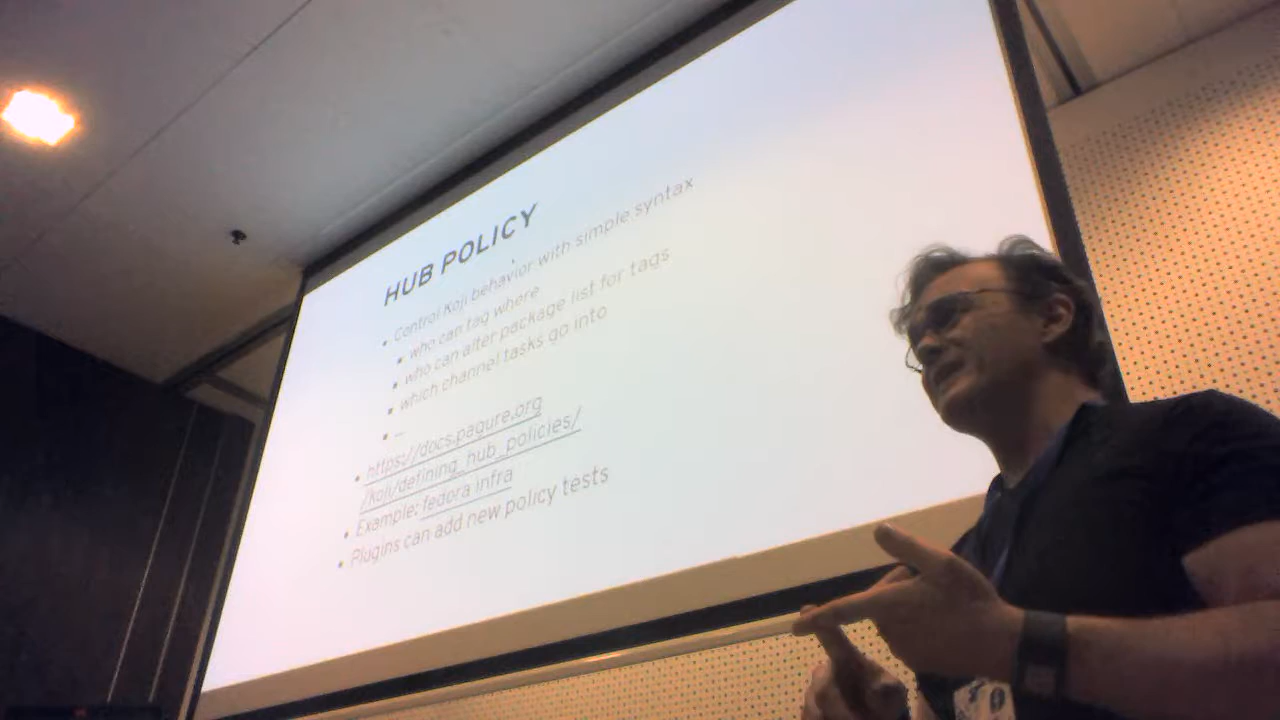 HUB POLICY
Control Koji behavior with simple syntax
who can tag where
who can alter package list for tags
which channel tasks go into
...
https://docs.pagure.org
/koji/defining_hub_policies/
Example: fedora infra
Plugins can add new policy tests